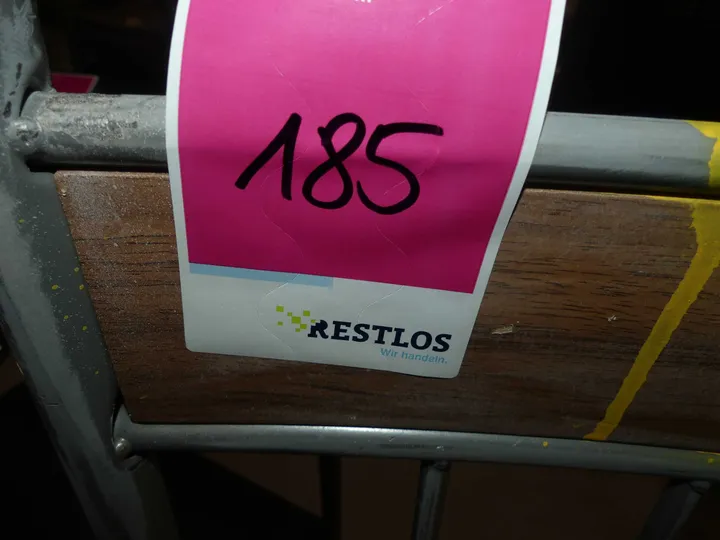 185
RESTLOS
Wir handeln.